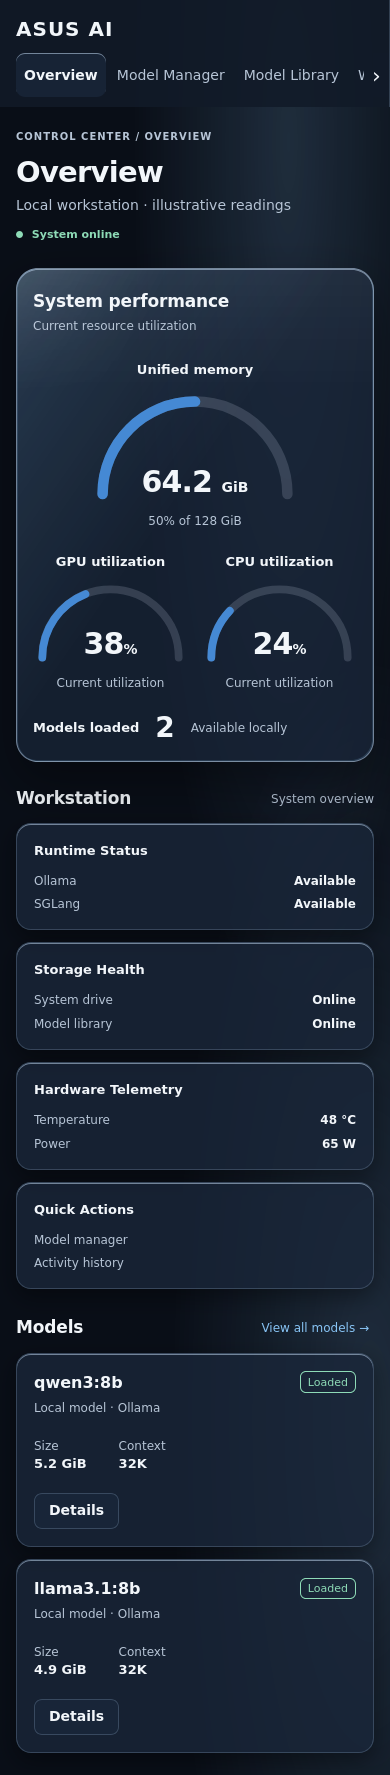 ASUS AI
Overview Model Manager Model Library ›
CONTROL CENTER / OVERVIEW
Overview
Local workstation · illustrative readings
System online
System performance
Current resource utilization
Unified memory
64.2 GiB
50% of 128 GiB
GPU utilization CPU utilization
38% 24%
Current utilization Current utilization
Models loaded 2 Available locally
Workstation System overview
Runtime Status
Ollama Available
SGLang Available
Storage Health
System drive Online
Model library Online
Hardware Telemetry
Temperature 48 °C
Power 65 W
Quick Actions
Model manager
Activity history
Models View all models →
qwen3:8b Loaded
Local model · Ollama
Size Context
5.2 GiB 32K
Details
llama3.1:8b Loaded
Local model · Ollama
Size Context
4.9 GiB 32K
Details